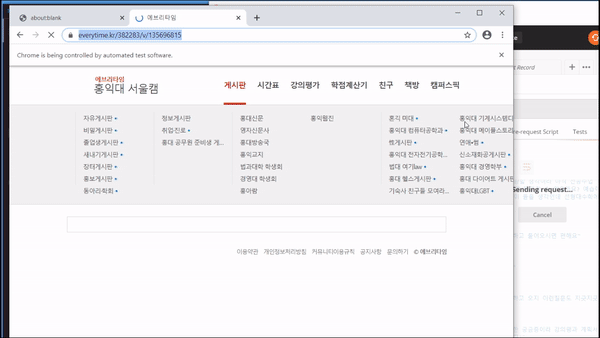 about:blank
에브리타임
everytime.kr/382283/v/135696815
Chrome is being controlled by automated test software.
에브리타임
홍익대 서울캠
게시판 시간표 강의평가 학점계산기 친구 책방 캠퍼스픽
자유게시판
비밀게시판
졸업생게시판
새내기게시판
장터게시판
홍보게시판
동아리·학회
정보게시판
취업·진로
홍대 공무원 준비생 게...
홍대신문
영자신문사
홍대방송국
홍익교지
법과대학 학생회
경영대 학생회
홍아람
홍익웹진
홍익 미대
홍익대 컴퓨터공학과
홍익대 전자전기공학...
법대 여기law
홍대 헬스게시판
기숙사 친구들 모여라...
홍익대 기계시스템디
홍익대 메이플스토리
연애
신소재화공게시판
홍익대 경영학부
홍대 다이어트 게시판
홍익대LGBT
이용약관 개인정보처리방침 커뮤니티이용규칙 공지사항 문의하기 © 에브리타임
Record
re-request Script Tests
Sending request...
Cancel